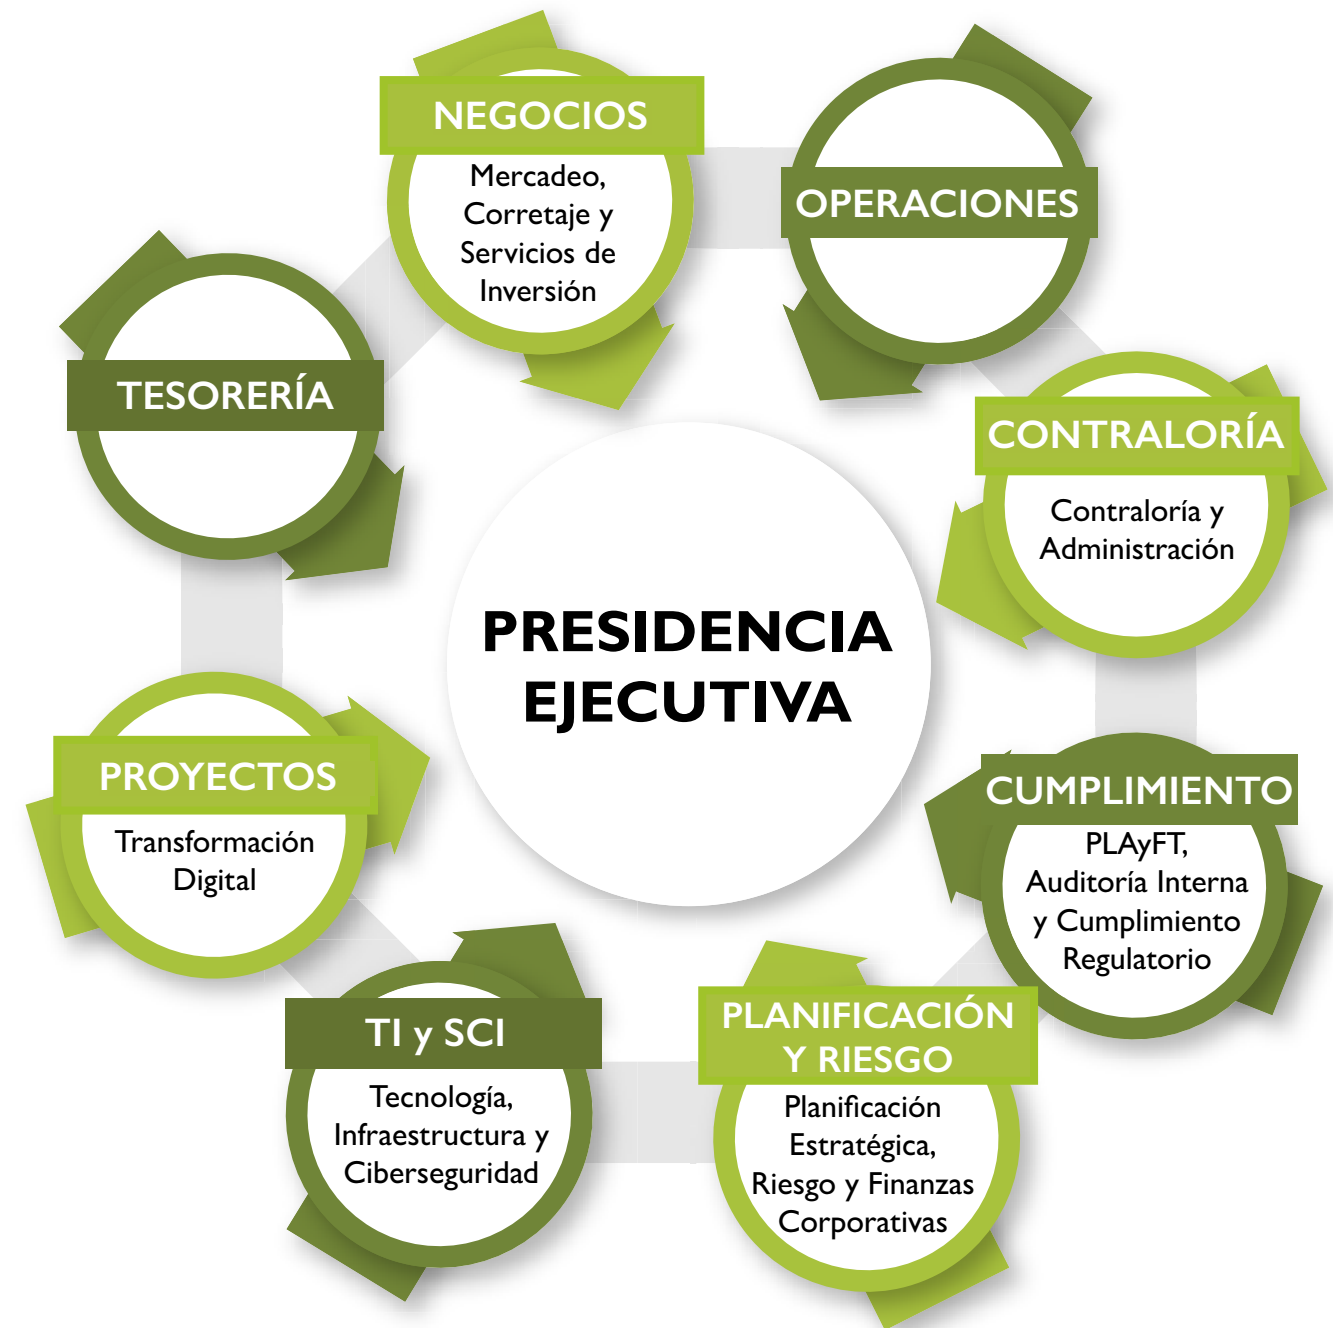 NEGOCIOS
Mercadeo,
Corretaje y
Servicios de
Inversión
OPERACIONES
TESORERÍA
CONTRALORÍA
Contraloría y
Administración
PRESIDENCIA
EJECUTIVA
PROYECTOS
Transformación
Digital
CUMPLIMIENTO
PLAyFT,
Auditoría Interna
y Cumplimiento
Regulatorio
TI y SCI
Tecnología,
Infraestructura y
Ciberseguridad
PLANIFICACIÓN
Y RIESGO
Planificación
Estratégica,
Riesgo y Finanzas
Corporativas